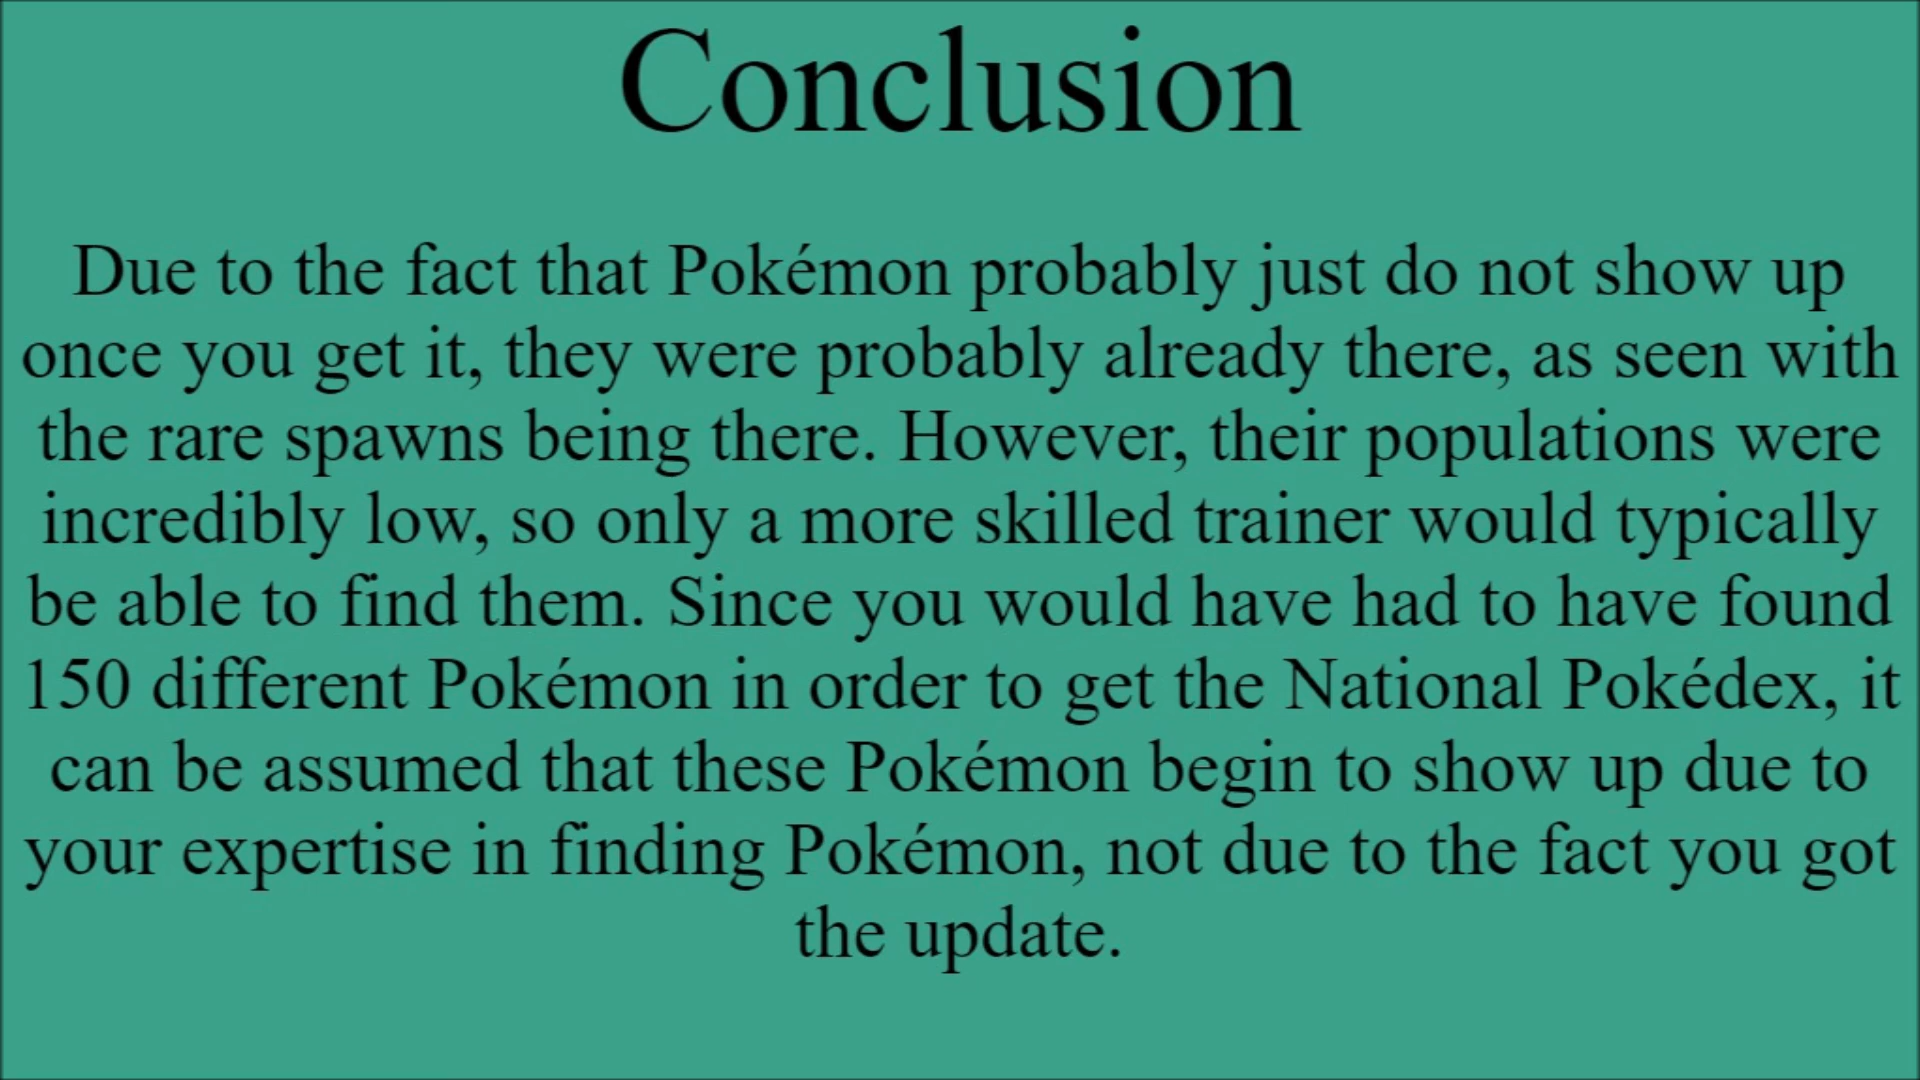 Conclusion
Due to the fact that Pokémon probably just do not show up
once you get it, they were probably already there, as seen with
the rare spawns being there. However, their populations were
incredibly low, so only a more skilled trainer would typically
be able to find them. Since you would have had to have found
150 different Pokémon in order to get the National Pokédex, it
can be assumed that these Pokémon begin to show up due to
your expertise in finding Pokémon, not due to the fact you got
the update.